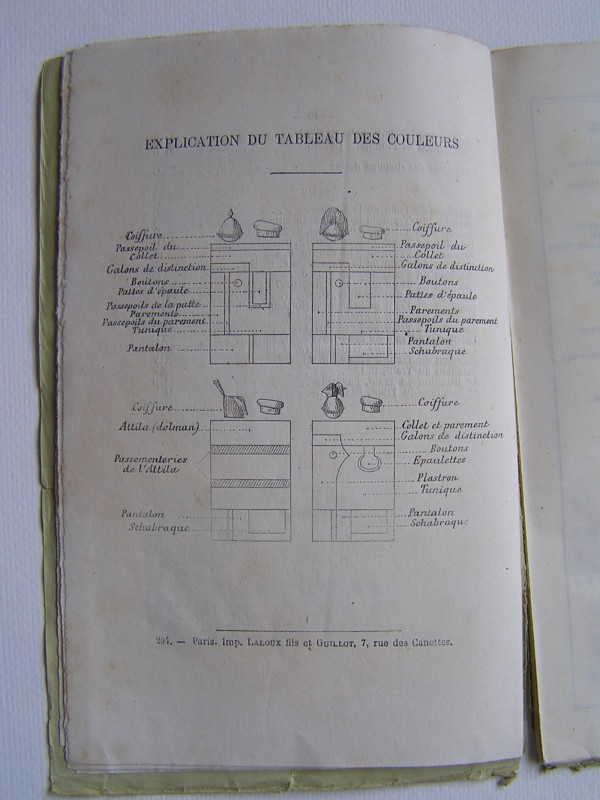 EXPLICATION DU TABLEAU DES COULEURS
Coiffure
Passepoil du
Collet
Galons de distinction
Boutons
Pattes d'épaule
Passepoils de la patte
Parements
Passepoils du parement
Tunique
Pantalon
Coiffure
Passepoil du
Collet
Galons de distinction
Boutons
Pattes d'épaule
Parements
Passepoils du parement
Tunique
Pantalon
Schabraque
Coiffure
Attila (dolman)
Passementeries
de l'Attila
Pantalon
Schabraque
Coiffure
Collet et parement
Galons de distinction
Boutons
Epaulettes
Plastron
Tunique
Pantalon
Schabraque
294. — Paris. Imp. LALOUX fils et GUILLOT, 7, rue des Canettes.